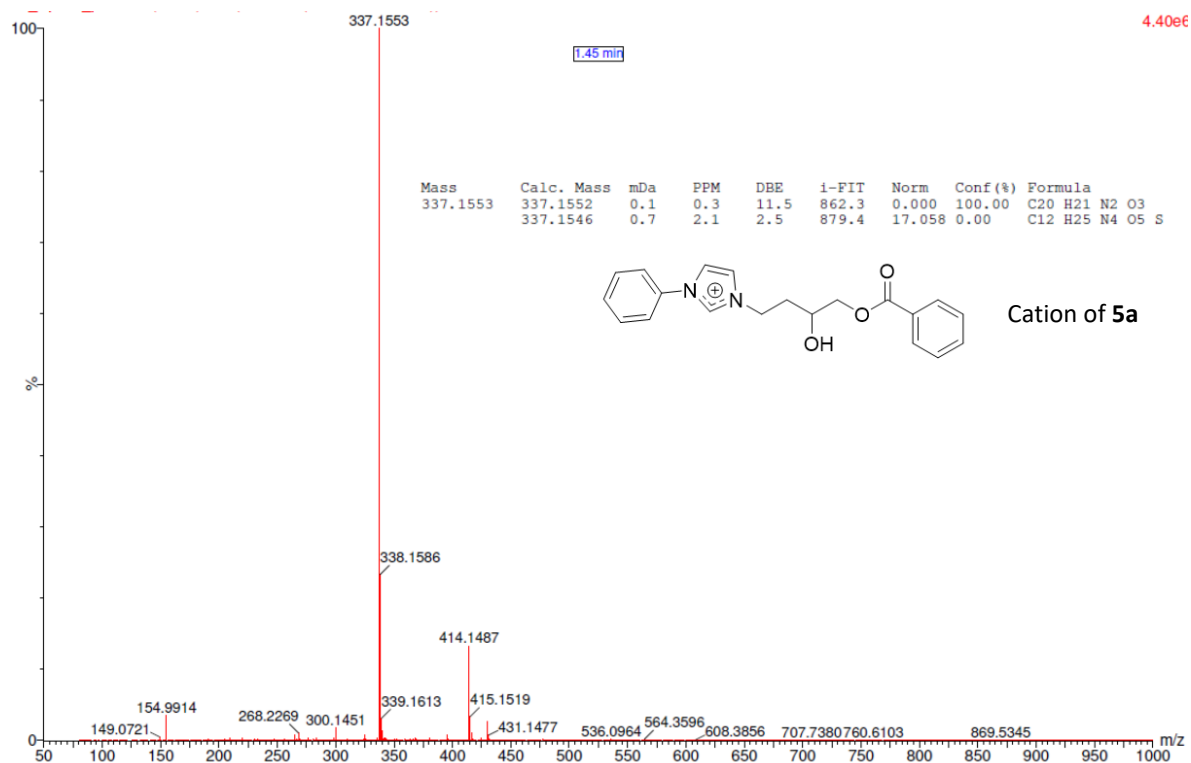 4.40e6
100
337.1553
1.45 min
Mass Calc. Mass mDa PPM DBE i-FIT Norm Conf(%) Formula
337.1553 337.1552 0.1 0.3 11.5 862.3 0.000 100.00 C20 H21 N2 O3
337.1546 0.7 2.1 2.5 879.4 17.058 0.00 C12 H25 N4 O5 S
O
N
+
N
O
OH
Cation of 5a
%
338.1586
414.1487
339.1613
415.1519
154.9914
268.2269
300.1451
149.0721
431.1477
536.0964
564.3596
608.3856
707.7380
760.6103
869.5345
0
m/z
50 100 150 200 250 300 350 400 450 500 550 600 650 700 750 800 850 900 950 1000